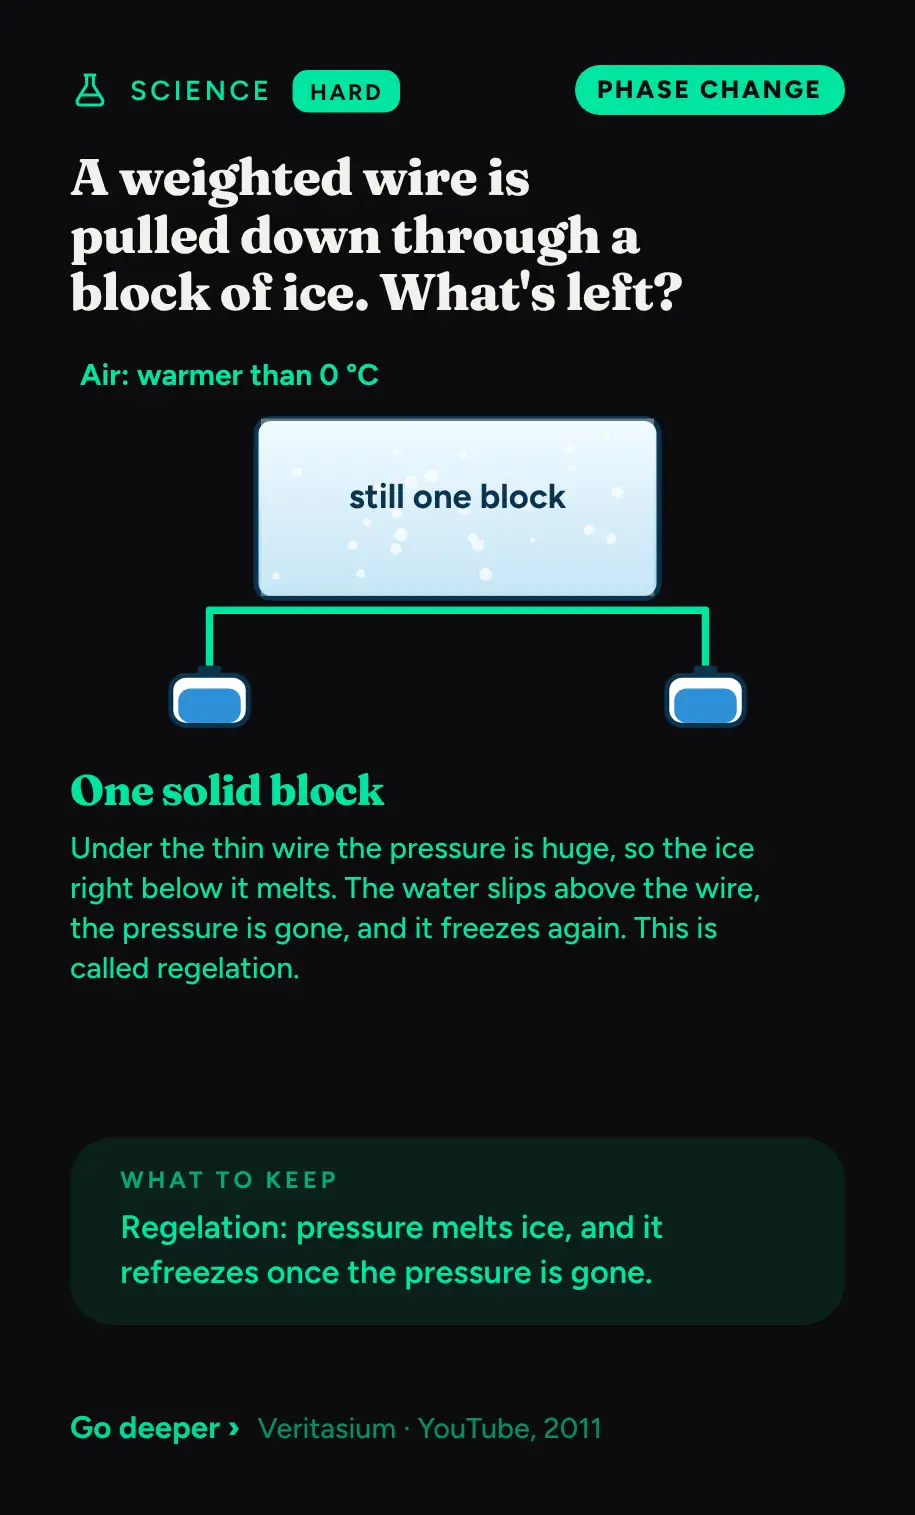 SCIENCE HARD PHASE CHANGE
A weighted wire is
pulled down through a
block of ice. What's left?
Air: warmer than 0 °C
still one block
One solid block
Under the thin wire the pressure is huge, so the ice
right below it melts. The water slips above the wire,
the pressure is gone, and it freezes again. This is
called regelation.
WHAT TO KEEP
Regelation: pressure melts ice, and it
refreezes once the pressure is gone.
Go deeper › Veritasium · YouTube, 2011